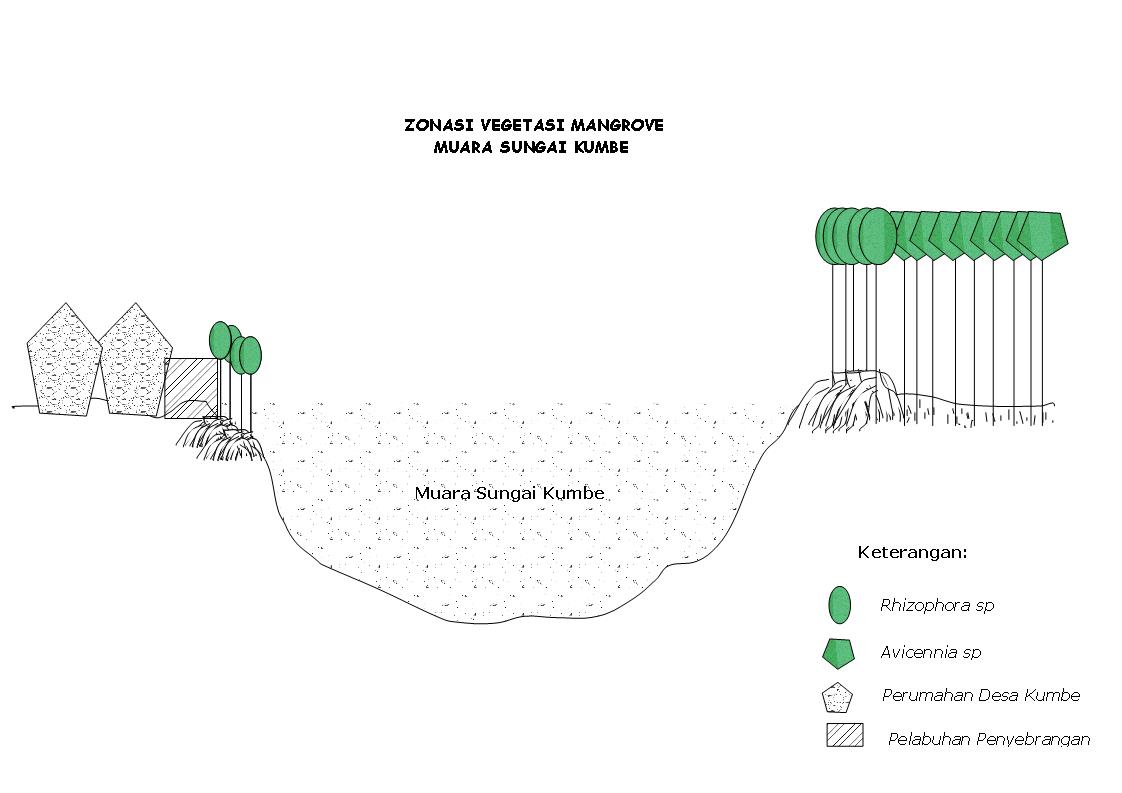 ZONASI VEGETASI MANGROVE
MUARA SUNGAI KUMBE
Muara Sungai Kumbe
Keterangan:
Rhizophora sp
Avicennia sp
Perumahan Desa Kumbe
Pelabuhan Penyebrangan